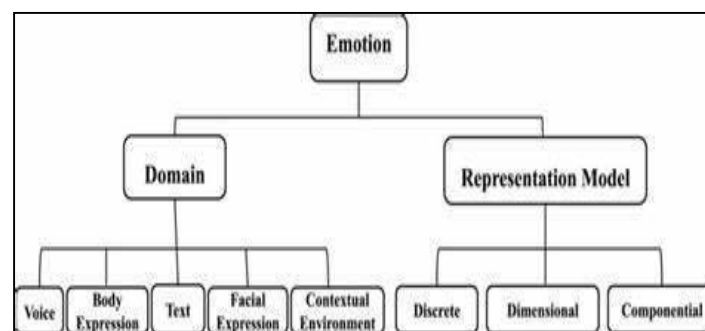 Emotion
Domain
Representation Model
Voice
Body
Expression
Text
Facial
Expression
Contextual
Environment
Discrete
Dimensional
Componential